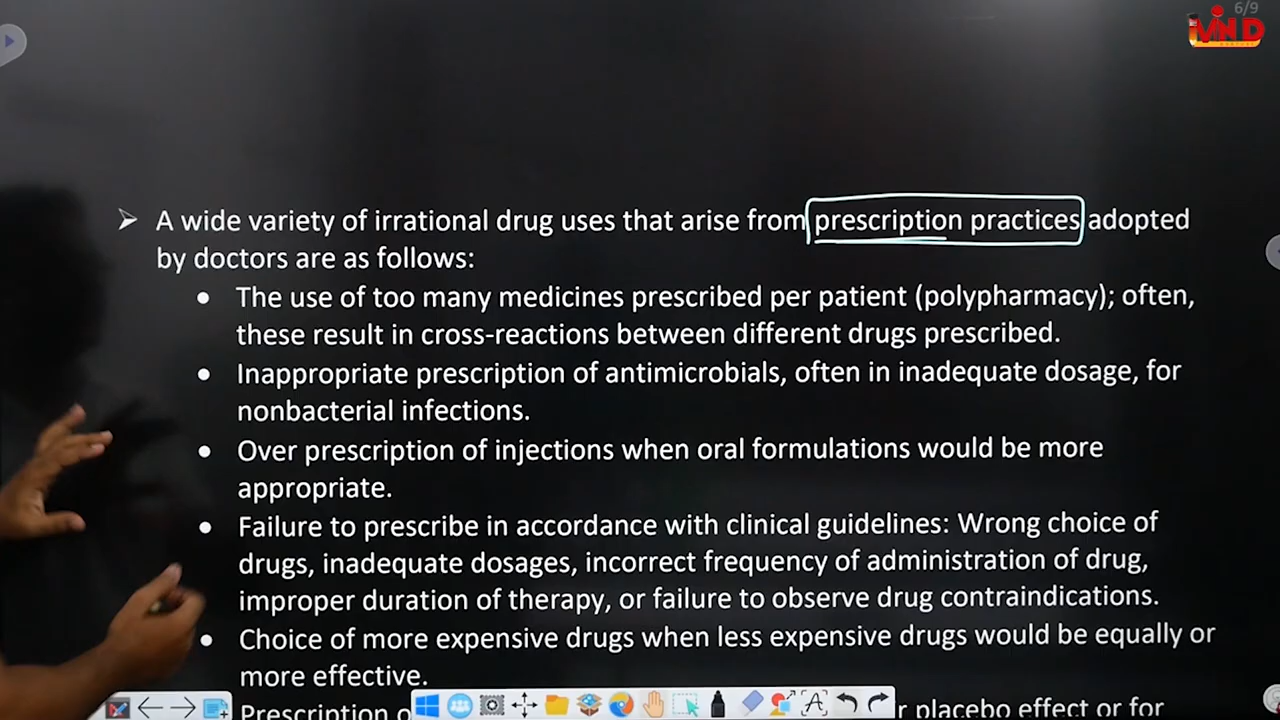 6/9
➢ A wide variety of irrational drug uses that arise from prescription practices adopted
by doctors are as follows:
• The use of too many medicines prescribed per patient (polypharmacy); often,
these result in cross-reactions between different drugs prescribed.
• Inappropriate prescription of antimicrobials, often in inadequate dosage, for
nonbacterial infections.
• Over prescription of injections when oral formulations would be more
appropriate.
• Failure to prescribe in accordance with clinical guidelines: Wrong choice of
drugs, inadequate dosages, incorrect frequency of administration of drug,
improper duration of therapy, or failure to observe drug contraindications.
• Choice of more expensive drugs when less expensive drugs would be equally or
more effective.
Prescription placebo effect or for